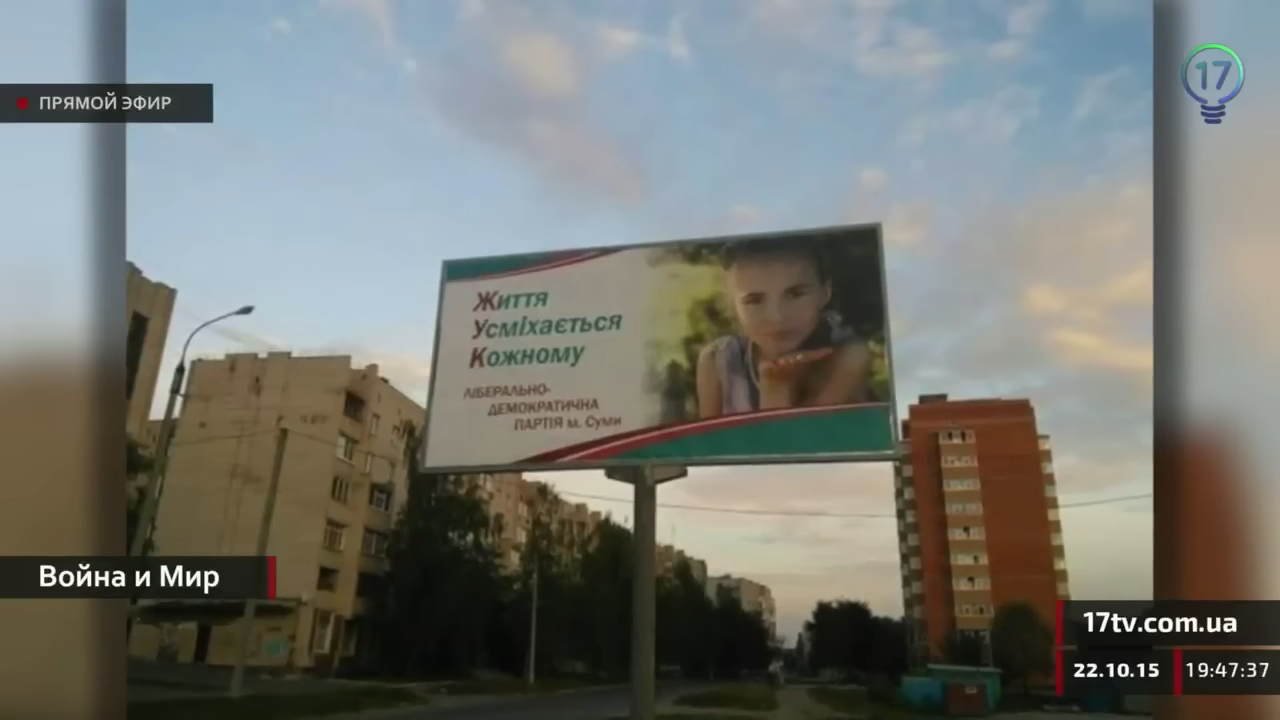 17
ПРЯМОЙ ЭФИР
Життя
Усміхається
Кожному
ЛІБЕРАЛЬНО-
ДЕМОКРАТИЧНА
ПАРТІЯ м. Суми
Война и Мир
17tv.com.ua
22.10.15
19:47:37